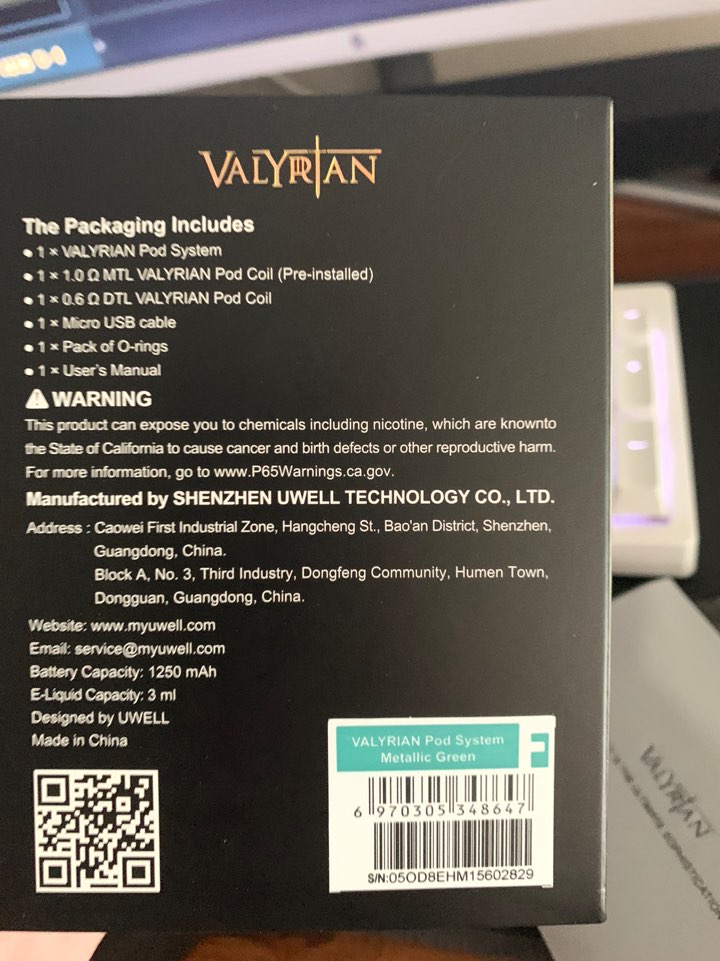 VALYRIAN
The Packaging Includes
• 1 × VALYRIAN Pod System
• 1 × 1.0 Ω MTL VALYRIAN Pod Coil (Pre-installed)
• 1 × 0.6 Ω DTL VALYRIAN Pod Coil
• 1 × Micro USB cable
• 1 × Pack of O-rings
• 1 × User's Manual
WARNING
This product can expose you to chemicals including nicotine, which are knownto
the State of California to cause cancer and birth defects or other reproductive harm.
For more information, go to www.P65Warnings.ca.gov.
Manufactured by SHENZHEN UWELL TECHNOLOGY CO., LTD.
Address : Caowei First Industrial Zone, Hangcheng St., Bao'an District, Shenzhen,
Guangdong, China.
Block A, No. 3, Third Industry, Dongfeng Community, Humen Town,
Dongguan, Guangdong, China.
Website: www.myuwell.com
Email: service@myuwell.com
Battery Capacity: 1250 mAh
E-Liquid Capacity: 3 ml
Designed by UWELL
Made in China
VALYRIAN Pod System
Metallic Green
6 970305 348647
S/N:05OD8EHM15602829
VALYRIAN
SOPHISTICATION